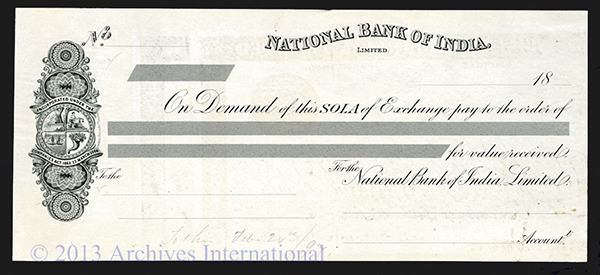 No
NATIONAL BANK OF INDIA,
LIMITED.
18
On Demand of this SOLA of Exchange pay to the order of
for value received.
To the
For the
National Bank of India, Limited.
Account.t
© 2013 Archives International